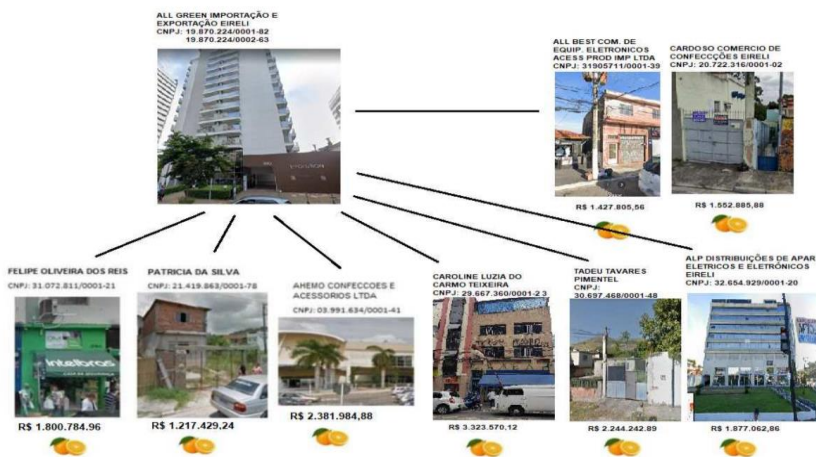 ALL GREEN IMPORTAÇÃO E
EXPORTAÇÃO EIRELI
CNPJ: 19.870.224/0001-82
19.870.224/0002-63
ALL BEST COM. DE
EQUIP. ELETRONICOS
ACESS PROD IMP LTDA
CNPJ: 31905711/0001-39
R$ 1.427.805,56
CARDOSO COMERCIO DE
CONFECCÇÕES EIRELI
CNPJ: 20.722.316/0001-02
R$ 1.552.885,88
FELIPE OLIVEIRA DOS REIS
CNPJ: 31.072.811/0001-21
intelbras
R$ 1.800.784.96
PATRICIA DA SILVA
CNPJ: 21.419.863/0001-78
R$ 1.217.429.24
AHEMO CONFECCOES E
ACESSORIOS LTDA
CNPJ: 03.991.634/0001-41
R$ 2.381.984,88
CAROLINE LUZIA DO
CARMO TEIXEIRA
CNPJ: 29.667.360/0001-2 3
R$ 3.323.570.12
TADEU TAVARES
PIMENTEL
CNPJ:
30.697.468/0001-48
R$ 2.244.242.89
ALP DISTRIBUIÇÕES DE APAR
ELETRICOS E ELETRÔNICOS
EIRELI
CNPJ: 32.654.929/0001-20
R$ 1.877.062,86